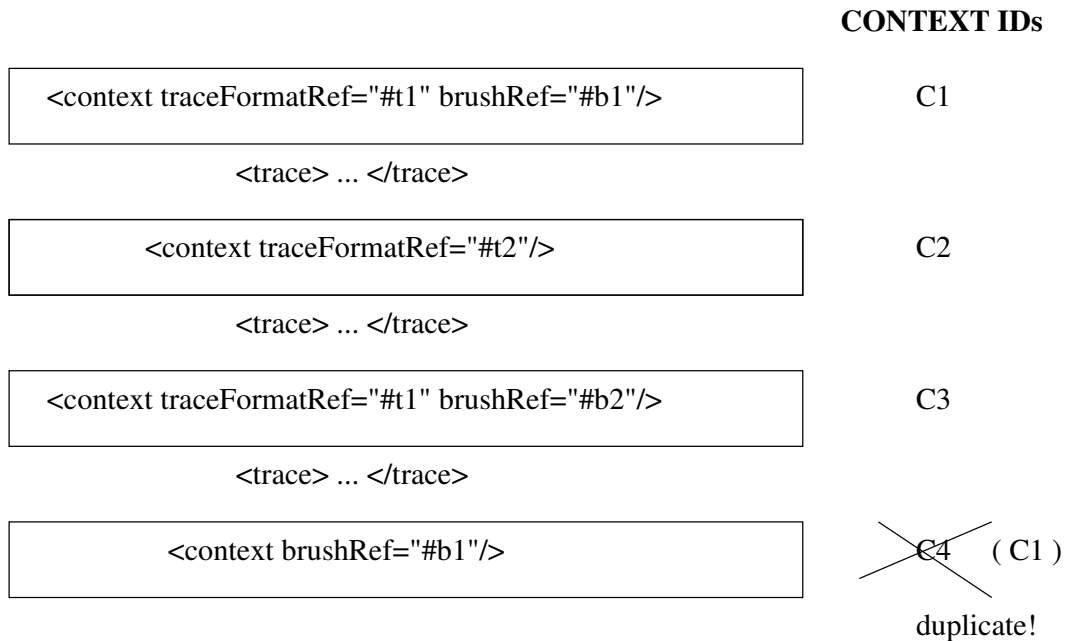 CONTEXT IDs
<context traceFormatRef="#t1" brushRef="#b1"/> C1
<trace> ... </trace>
<context traceFormatRef="#t2"/> C2
<trace> ... </trace>
<context traceFormatRef="#t1" brushRef="#b2"/> C3
<trace> ... </trace>
<context brushRef="#b1"/> C4 ( C1 )
duplicate!